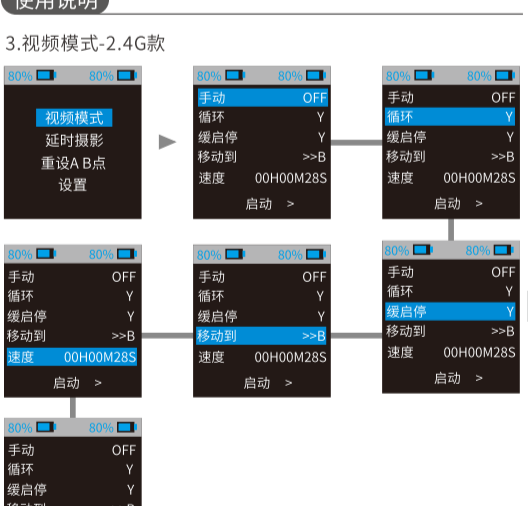 使用说明
3.视频模式-2.4G款
80% 80%
视频模式
延时摄影
重设A B点
设置
80% 80%
手动 OFF
循环 Y
缓启停 Y
移动到 >>B
速度 00H00M28S
启动 >
80% 80%
手动 OFF
循环 Y
缓启停 Y
移动到 >>B
速度 00H00M28S
启动 >
80% 80%
手动 OFF
循环 Y
缓启停 Y
移动到 >>B
速度 00H00M28S
启动 >
80% 80%
手动 OFF
循环 Y
缓启停 Y
移动到 >>B
速度 00H00M28S
启动 >
80% 80%
手动 OFF
循环 Y
缓启停 Y
移动到 >>B
速度 00H00M28S
启动 >
80% 80%
手动 OFF
循环 Y
缓启停 Y